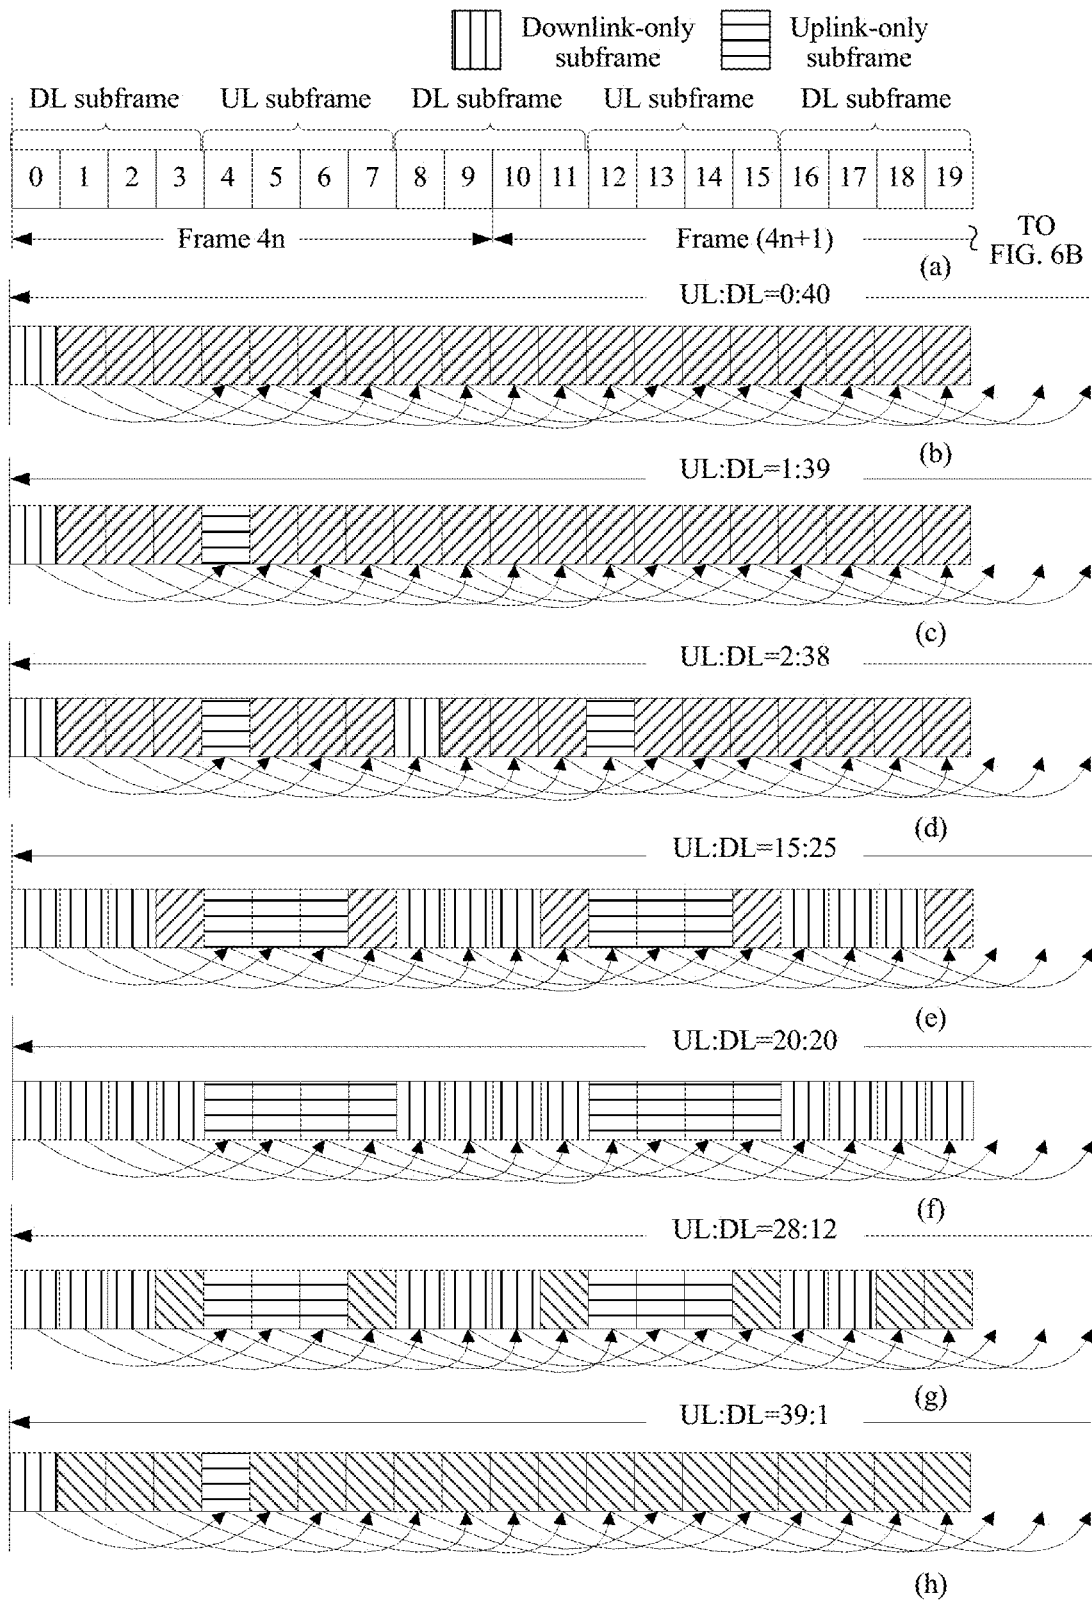 Downlink-only
subframe
Uplink-only
subframe
DL subframe UL subframe DL subframe UL subframe DL subframe
0 1 2 3 4 5 6 7 8 9 10 11 12 13 14 15 16 17 18 19
Frame 4n Frame (4n+1)
TO
FIG. 6B
(a)
UL:DL=0:40
(b)
UL:DL=1:39
(c)
UL:DL=2:38
(d)
UL:DL=15:25
(e)
UL:DL=20:20
(f)
UL:DL=28:12
(g)
UL:DL=39:1
(h)